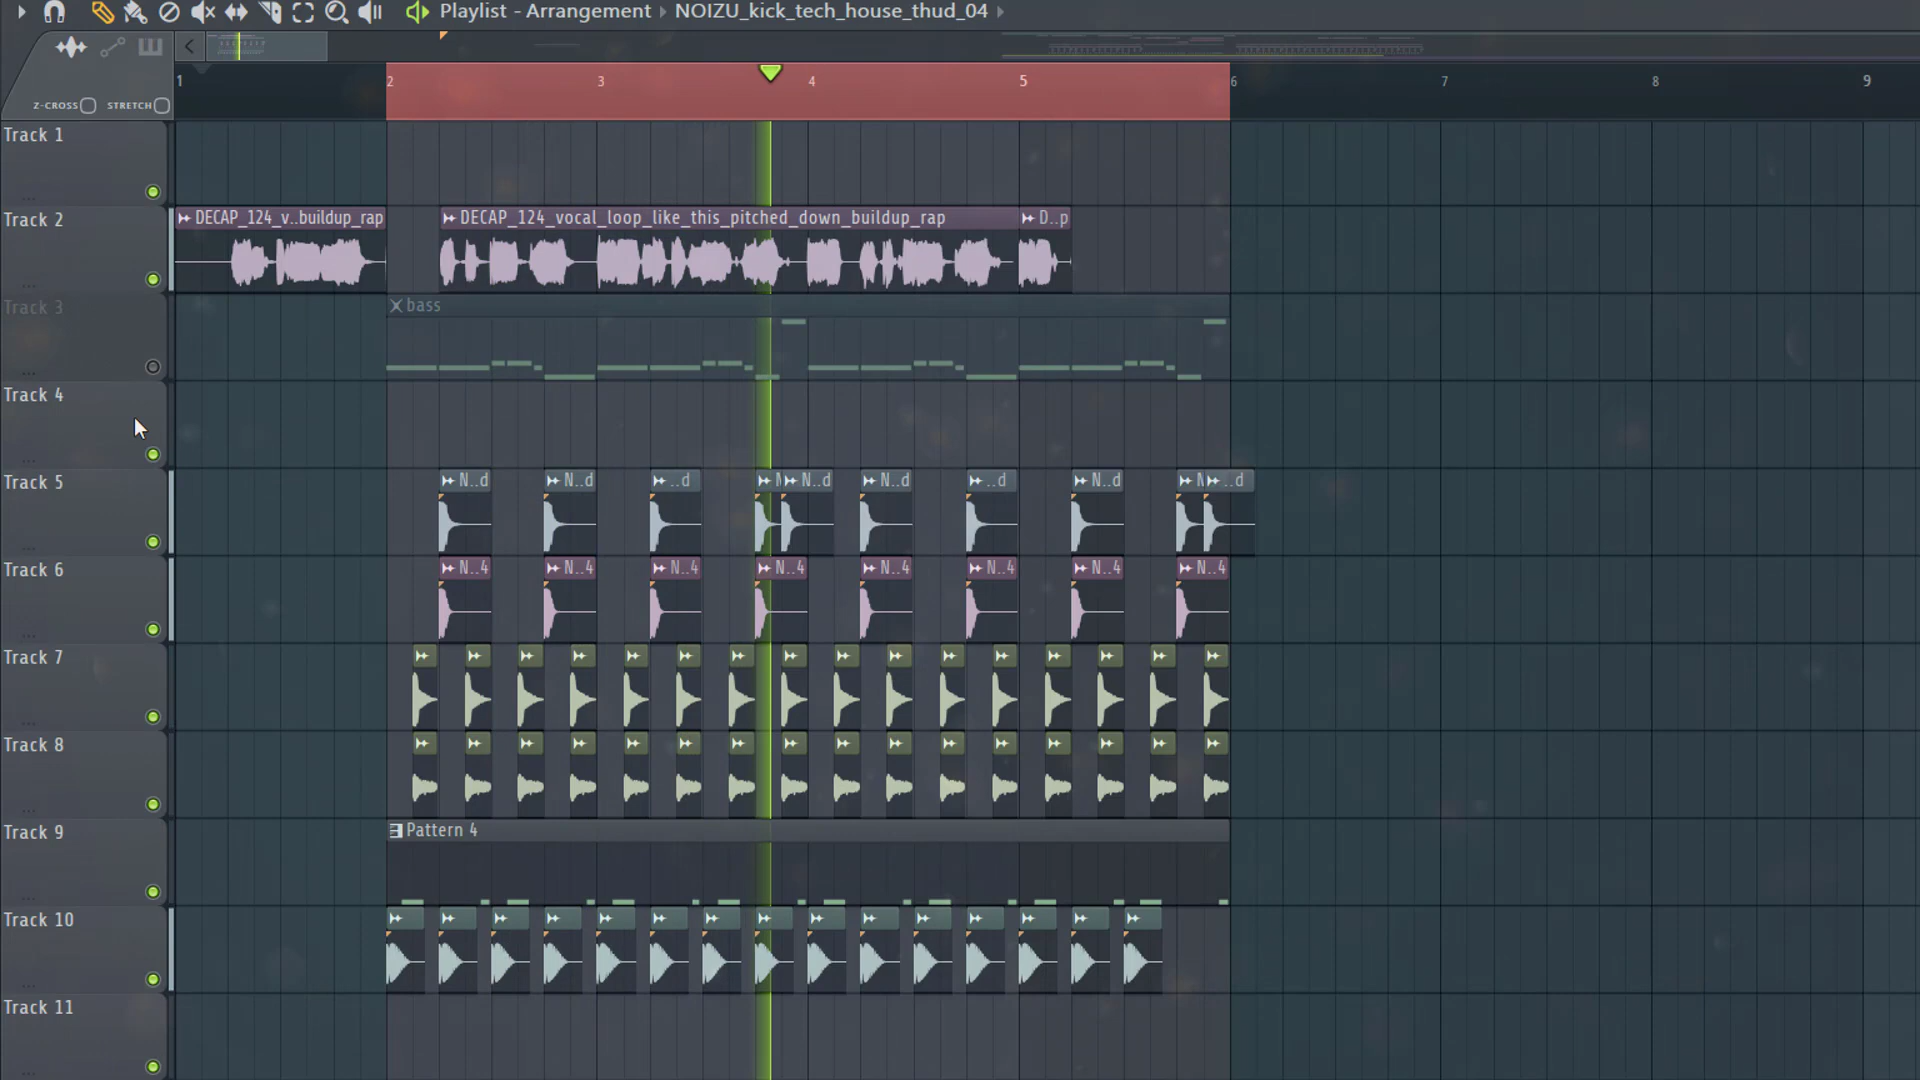 Playlist - Arrangement › NOIZU_kick_tech_house_thud_04 ›
1 2 3 4 5 6 7 8 9
Z-CROSS STRETCH
Track 1
Track 2
DECAP_124_v..buildup_rap DECAP_124_vocal_loop_like_this_pitched_down_buildup_rap D..p
Track 3
bass
Track 4
Track 5
N..d N..d ..d N N..d N..d ..d N..d N ..d
Track 6
N..4 N..4 N..4 N..4 N..4 N..4 N..4 N..4
Track 7
Track 8
Track 9
Pattern 4
Track 10
Track 11